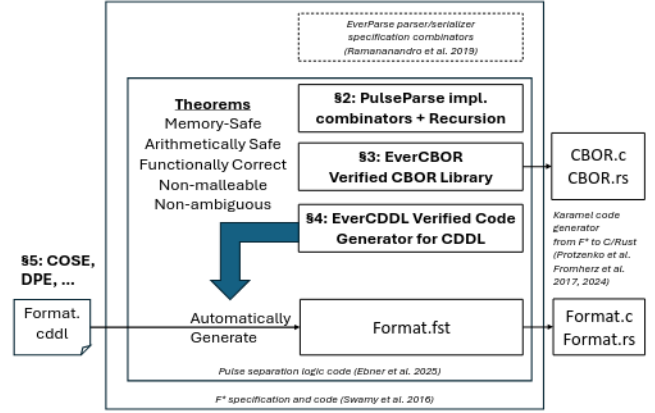 EverParse parser/serializer
specification combinators
(Ramananandro et al. 2019)
Theorems
Memory-Safe
Arithmetically Safe
Functionally Correct
Non-malleable
Non-ambiguous
§2: PulseParse impl.
combinators + Recursion
§3: EverCBOR
Verified CBOR Library
CBOR.c
CBOR.rs
§4: EverCDDL Verified Code
Generator for CDDL
Karamel code
generator
from F* to C/Rust
(Protzenko et al.
Fromherz et al.
2017, 2024)
§5: COSE,
DPE, ...
Format.
cddl
Automatically
Generate
Format.fst
Format.c
Format.rs
Pulse separation logic code (Ebner et al. 2025)
F* specification and code (Swamy et al. 2016)